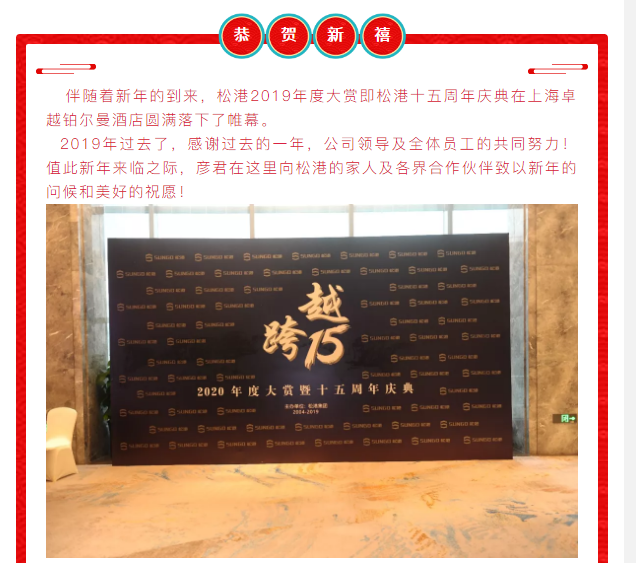 恭贺新禧
伴随着新年的到来，松港2019年度大赏即松港十五周年庆典在上海卓
越铂尔曼酒店圆满落下了帷幕。
2019年过去了，感谢过去的一年，公司领导及全体员工的共同努力！
值此新年来临之际，彦君在这里向松港的家人及各界合作伙伴致以新年的
问候和美好的祝愿！
越
跨15
2020年度大赏暨十五周年庆典
2004-2019